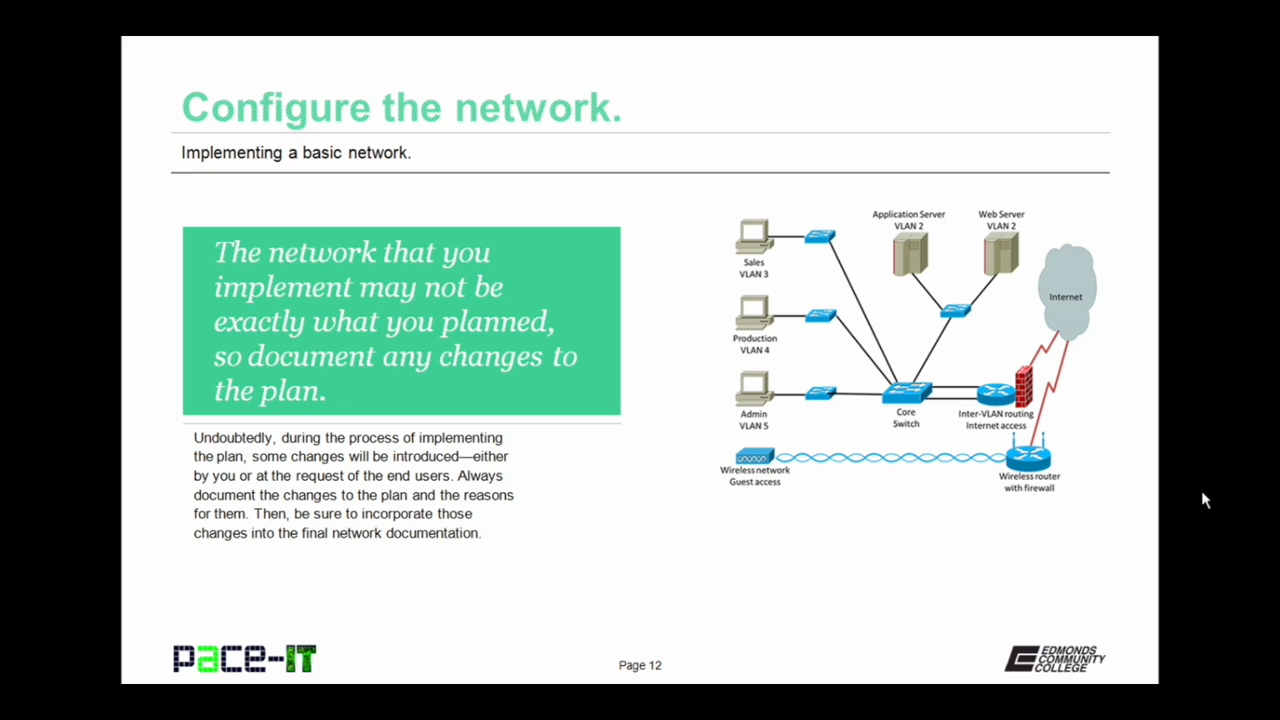 Configure the network.
Implementing a basic network.
The network that you
implement may not be
exactly what you planned,
so document any changes to
the plan.
Undoubtedly, during the process of implementing
the plan, some changes will be introduced—either
by you or at the request of the end users. Always
document the changes to the plan and the reasons
for them. Then, be sure to incorporate those
changes into the final network documentation.
Application Server
VLAN 2
Web Server
VLAN 2
Sales
VLAN 3
Internet
Production
VLAN 4
Admin
VLAN 5
Core
Switch
Inter-VLAN routing
Internet access
Wireless network
Guest access
Wireless router
with firewall
pace-IT
Page 12
EDMONDS
COMMUNITY
COLLEGE